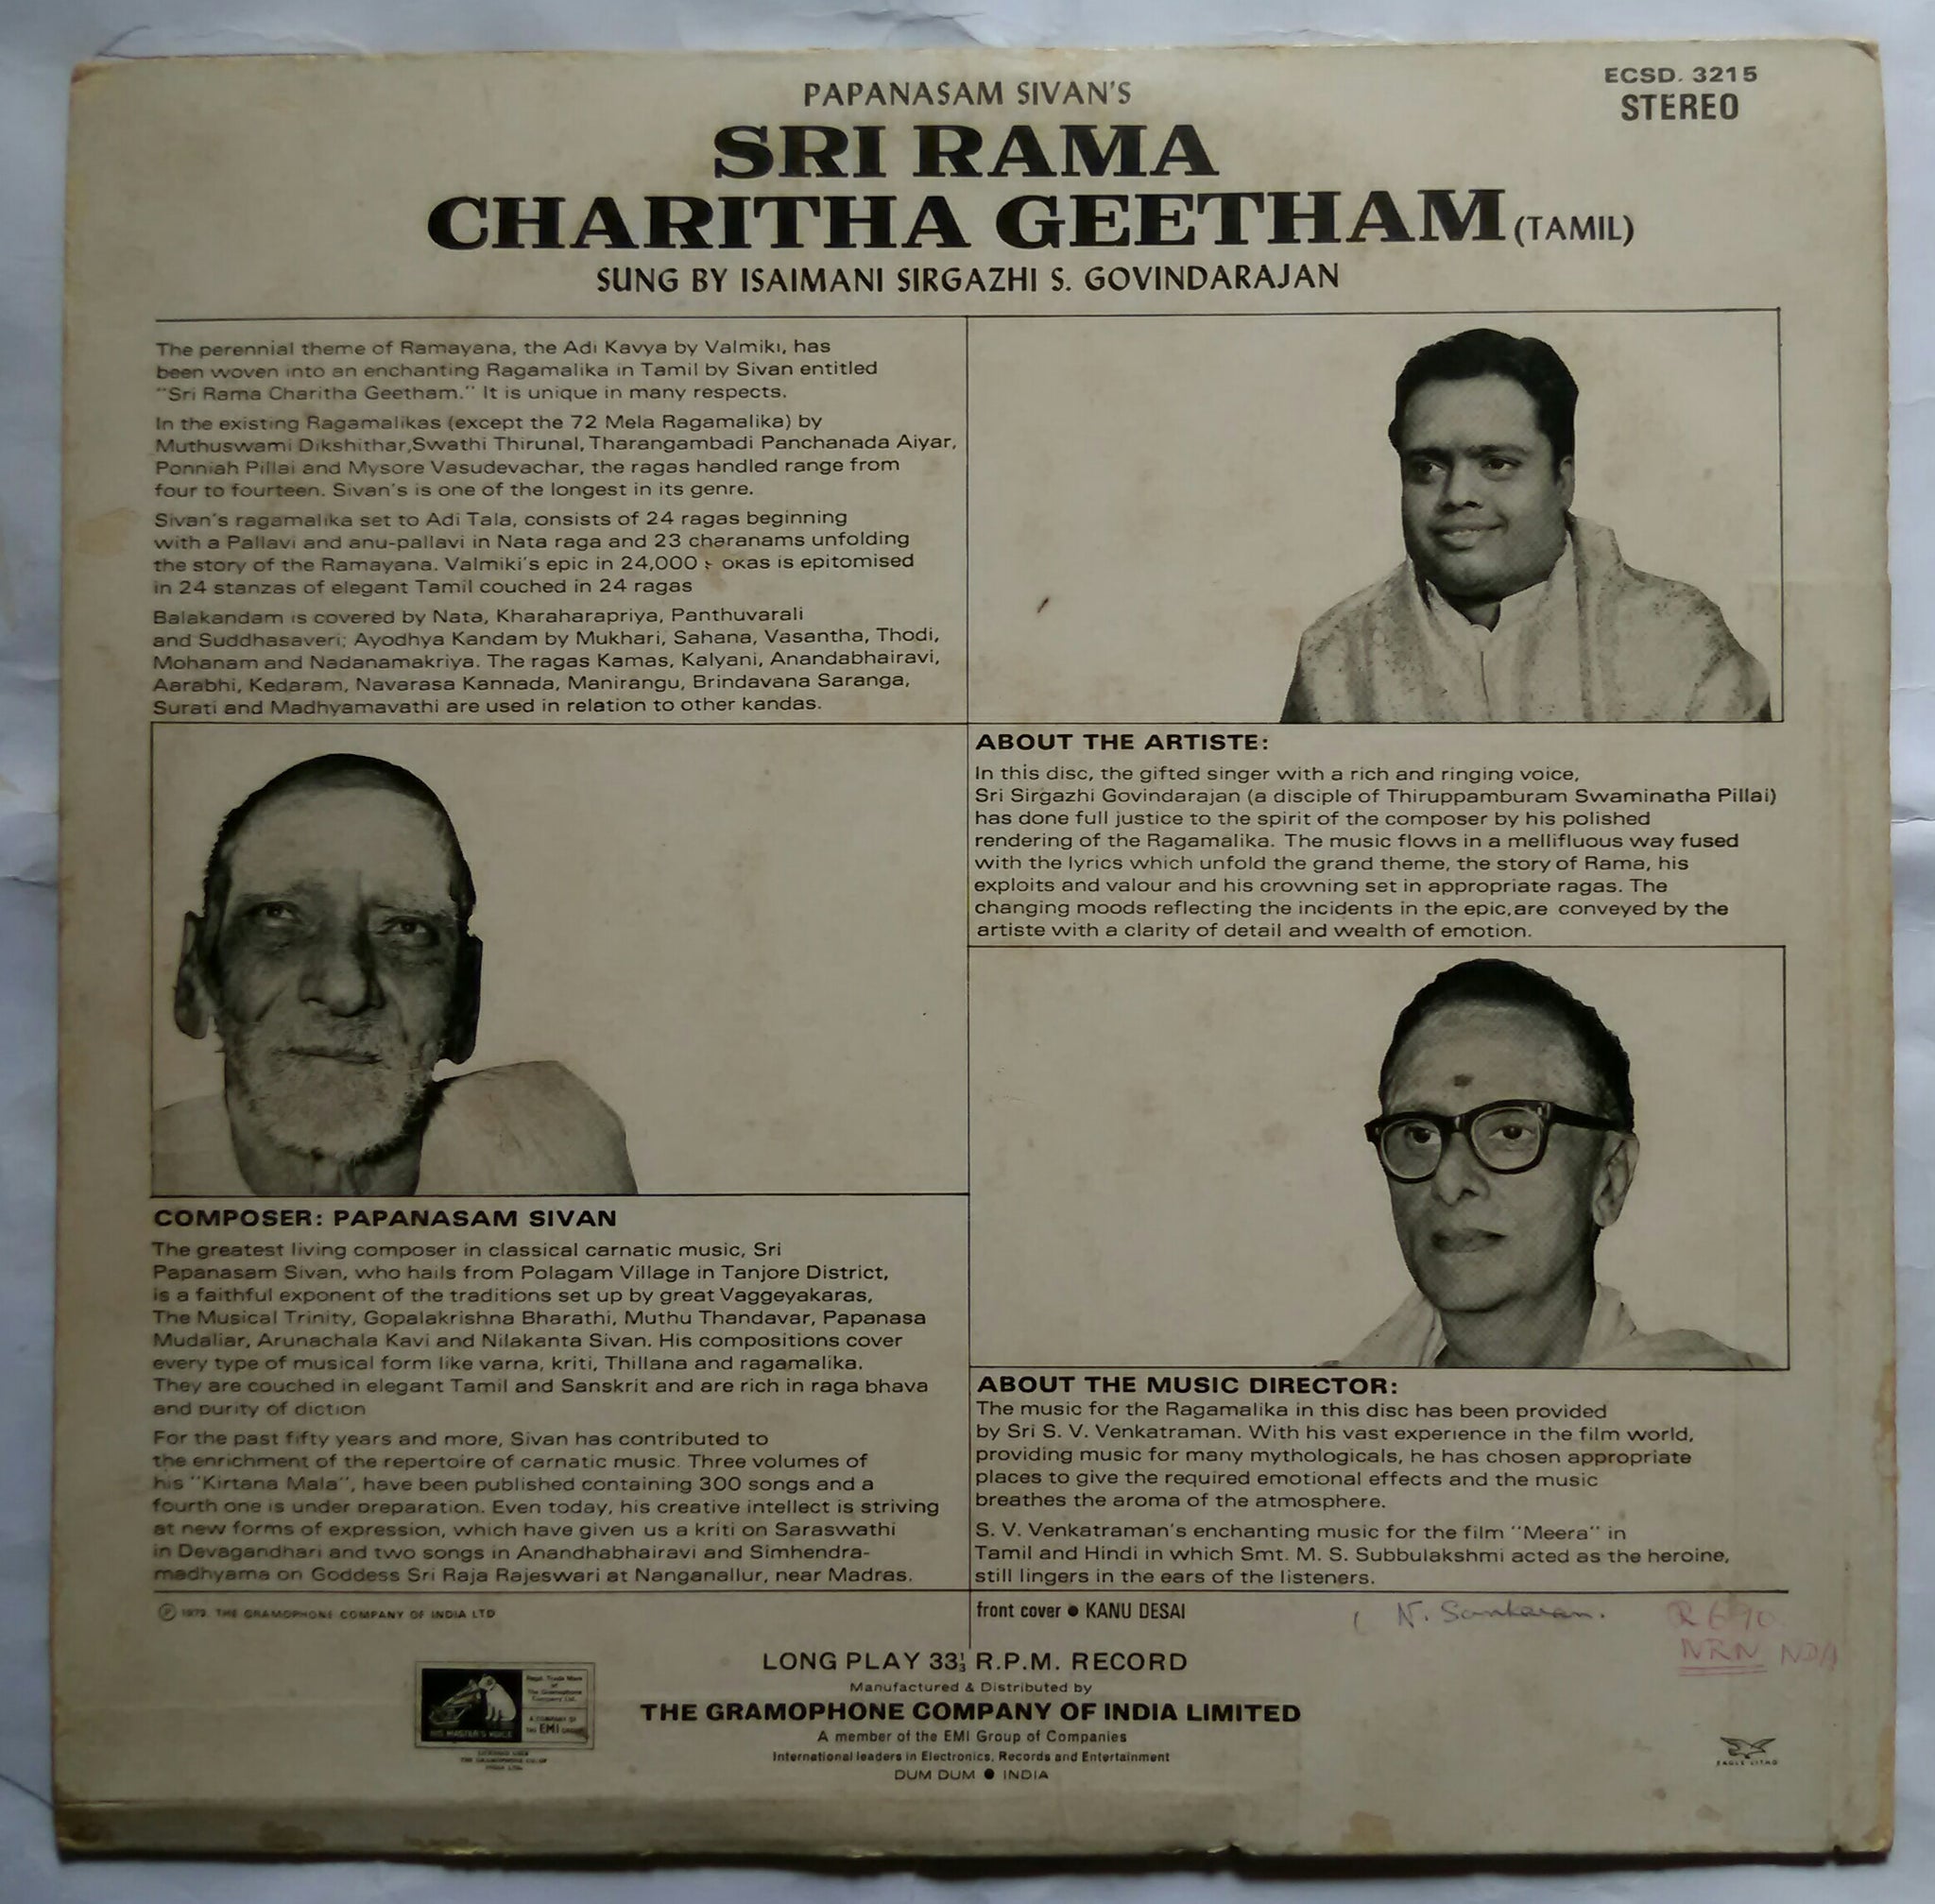 PAPANASAM SIVAN'S
ECSD. 3215
STEREO
SRI RAMA
CHARITHA GEETHAM (TAMIL)
SUNG BY ISAIMANI SIRGAZHI S. GOVINDARAJAN
The perennial theme of Ramayana, the Adi Kavya by Valmiki, has
been woven into an enchanting Ragamalika in Tamil by Sivan entitled
"Sri Rama Charitha Geetham." It is unique in many respects.
In the existing Ragamalikas (except the 72 Mela Ragamalika) by
Muthuswami Dikshithar,Swathi Thirunal, Tharangambadi Panchanada Aiyar,
Ponniah Pillai and Mysore Vasudevachar, the ragas handled range from
four to fourteen. Sivan's is one of the longest in its genre.
Sivan's ragamalika set to Adi Tala, consists of 24 ragas beginning
with a Pallavi and anu-pallavi in Nata raga and 23 charanams unfolding
the story of the Ramayana. Valmiki's epic in 24,000 is epitomised
in 24 stanzas of elegant Tamil couched in 24 ragas
Balakandam is covered by Nata, Kharaharapriya, Panthuvarali
and Suddhasaveri; Ayodhya Kandam by Mukhari, Sahana, Vasantha, Thodi,
Mohanam and Nadanamakriya. The ragas Kamas, Kalyani, Anandabhairavi,
Aarabhi, Kedaram, Navarasa Kannada, Manirangu, Brindavana Saranga,
Surati and Madhyamavathi are used in relation to other kandas.
COMPOSER: PAPANASAM SIVAN
The greatest living composer in classical carnatic music, Sri
Papanasam Sivan, who hails from Polagam Village in Tanjore District,
is a faithful exponent of the traditions set up by great Vaggeyakaras,
The Musical Trinity, Gopalakrishna Bharathi, Muthu Thandavar, Papanasa
Mudaliar, Arunachala Kavi and Nilakanta Sivan. His compositions cover
every type of musical form like varna, kriti, Thillana and ragamalika.
They are couched in elegant Tamil and Sanskrit and are rich in raga bhava
and purity of diction
For the past fifty years and more, Sivan has contributed to
the enrichment of the repertoire of carnatic music. Three volumes of
his "Kirtana Mala", have been published containing 300 songs and a
fourth one is under preparation. Even today, his creative intellect is striving
at new forms of expression, which have given us a kriti on Saraswathi
in Devagandhari and two songs in Anandhabhairavi and Simhendra-
madhyama on Goddess Sri Raja Rajeswari at Nanganallur, near Madras.
ABOUT THE ARTISTE:
In this disc, the gifted singer with a rich and ringing voice,
Sri Sirgazhi Govindarajan (a disciple of Thiruppamburam Swaminatha Pillai)
has done full justice to the spirit of the composer by his polished
rendering of the Ragamalika. The music flows in a mellifluous way fused
with the lyrics which unfold the grand theme, the story of Rama, his
exploits and valour and his crowning set in appropriate ragas. The
changing moods reflecting the incidents in the epic,are conveyed by the
artiste with a clarity of detail and wealth of emotion.
ABOUT THE MUSIC DIRECTOR:
The music for the Ragamalika in this disc has been provided
by Sri S. V. Venkatraman. With his vast experience in the film world,
providing music for many mythologicals, he has chosen appropriate
places to give the required emotional effects and the music
breathes the aroma of the atmosphere.
S. V. Venkatraman's enchanting music for the film "Meera" in
Tamil and Hindi in which Smt. M. S. Subbulakshmi acted as the heroine,
still lingers in the ears of the listeners.
℗ THE GRAMOPHONE COMPANY OF INDIA LTD
front cover ● KANU DESAI
N. Sankaran.
NRN
LONG PLAY 33⅓ R.P.M. RECORD
Manufactured & Distributed by
THE GRAMOPHONE COMPANY OF INDIA LIMITED
A member of the EMI Group of Companies
International leaders in Electronics, Records and Entertainment
DUM DUM ● INDIA
HIS MASTER'S VOICE
Regd. Trade Mark
of
The Gramophone
Company Ltd.
A COMPANY OF
THE EMI GROUP
EAGLE LITHO